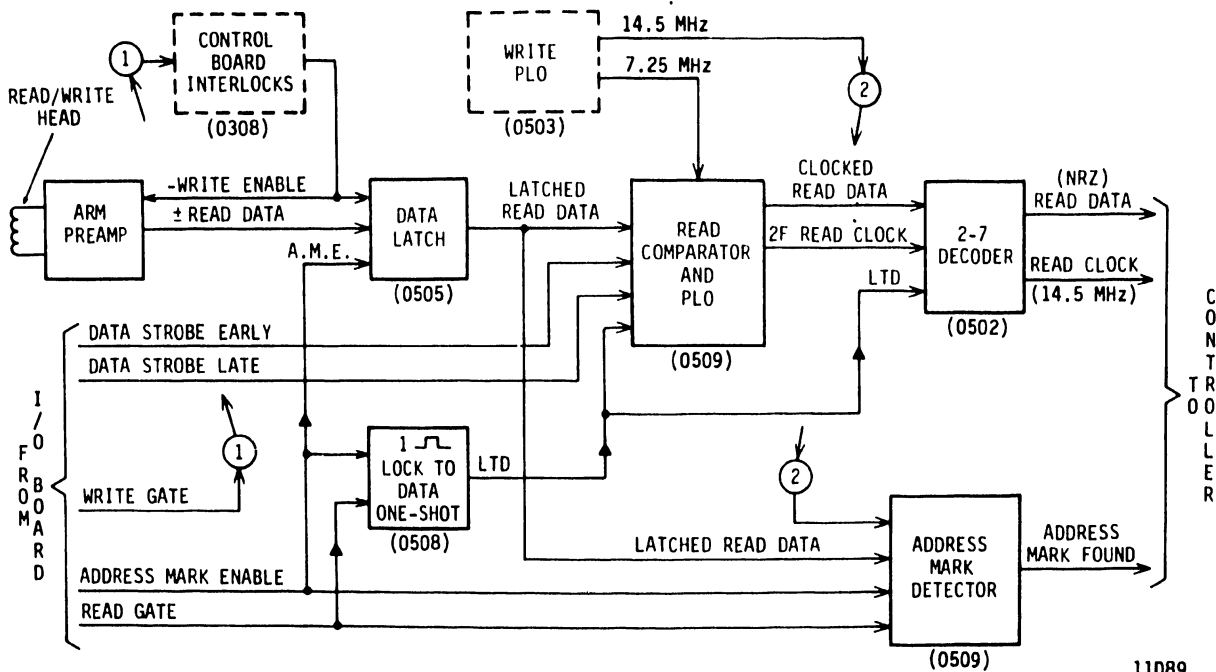 14.5 MHz
7.25 MHz
1
CONTROL
BOARD
INTERLOCKS
(0308)
WRITE
PLO
(0503)
2
READ/WRITE
HEAD
ARM
PREAMP
-WRITE ENABLE
± READ DATA
A.M.E.
DATA
LATCH
(0505)
LATCHED
READ DATA
READ
COMPARATOR
AND
PLO
(0509)
CLOCKED
READ DATA
2F READ CLOCK
LTD
2-7
DECODER
(0502)
(NRZ)
READ DATA
READ CLOCK
(14.5 MHz)
TO
CONTROLLER
FROM
I/O BOARD
DATA STROBE EARLY
DATA STROBE LATE
1
WRITE GATE
1
LOCK TO
DATA
ONE-SHOT
(0508)
LTD
2
LATCHED READ DATA
ADDRESS MARK ENABLE
READ GATE
ADDRESS
MARK
DETECTOR
(0509)
ADDRESS
MARK FOUND
11D89